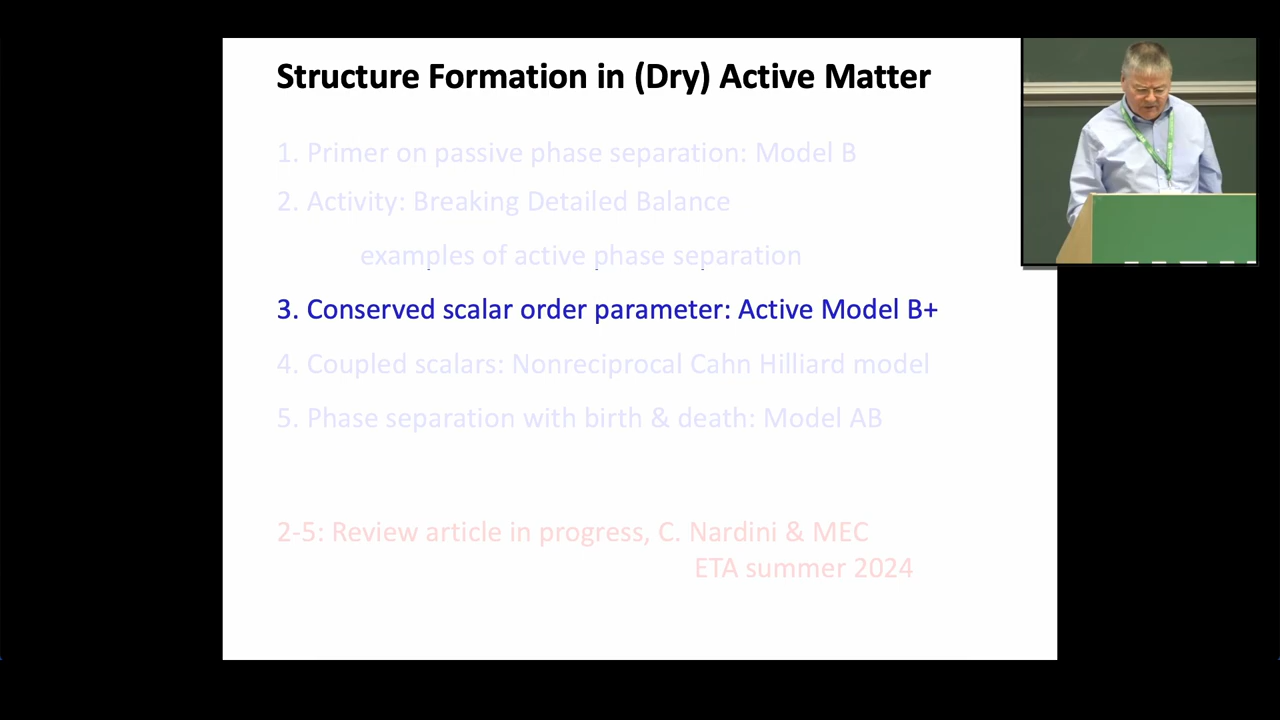 Structure Formation in (Dry) Active Matter
1. Primer on passive phase separation: Model B
2. Activity: Breaking Detailed Balance
examples of active phase separation
3. Conserved scalar order parameter: Active Model B+
4. Coupled scalars: Nonreciprocal Cahn Hilliard model
5. Phase separation with birth & death: Model AB
2-5: Review article in progress, C. Nardini & MEC
ETA summer 2024